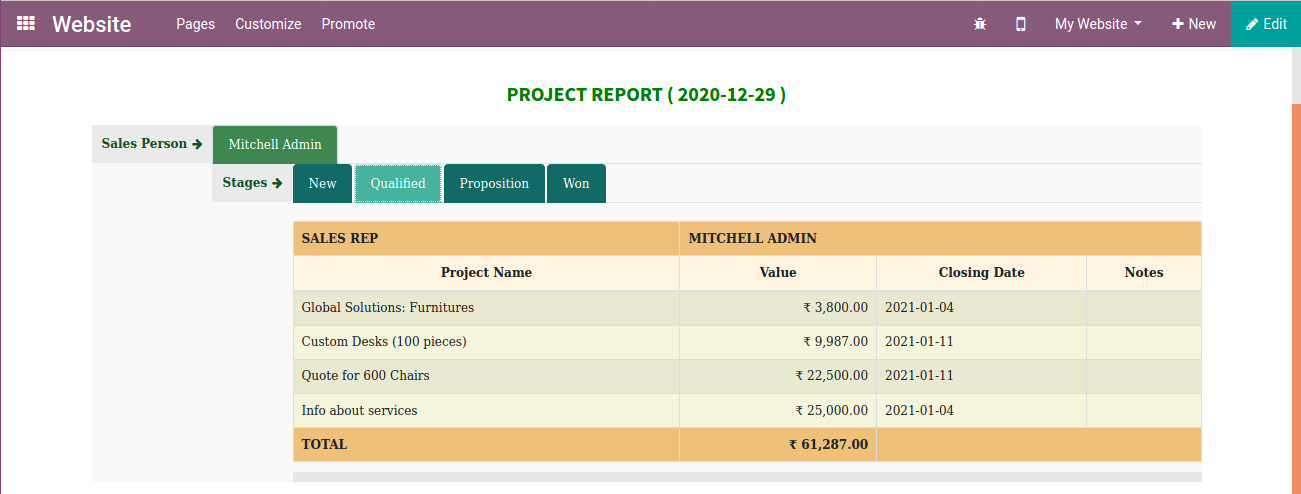 Website Pages Customize Promote My Website New Edit
PROJECT REPORT ( 2020-12-29 )
Sales Person Mitchell Admin
Stages New Qualified Proposition Won
SALES REP MITCHELL ADMIN
Project Name Value Closing Date Notes
Global Solutions: Furnitures ₹ 3,800.00 2021-01-04
Custom Desks (100 pieces) ₹ 9,987.00 2021-01-11
Quote for 600 Chairs ₹ 22,500.00 2021-01-11
Info about services ₹ 25,000.00 2021-01-04
TOTAL ₹ 61,287.00